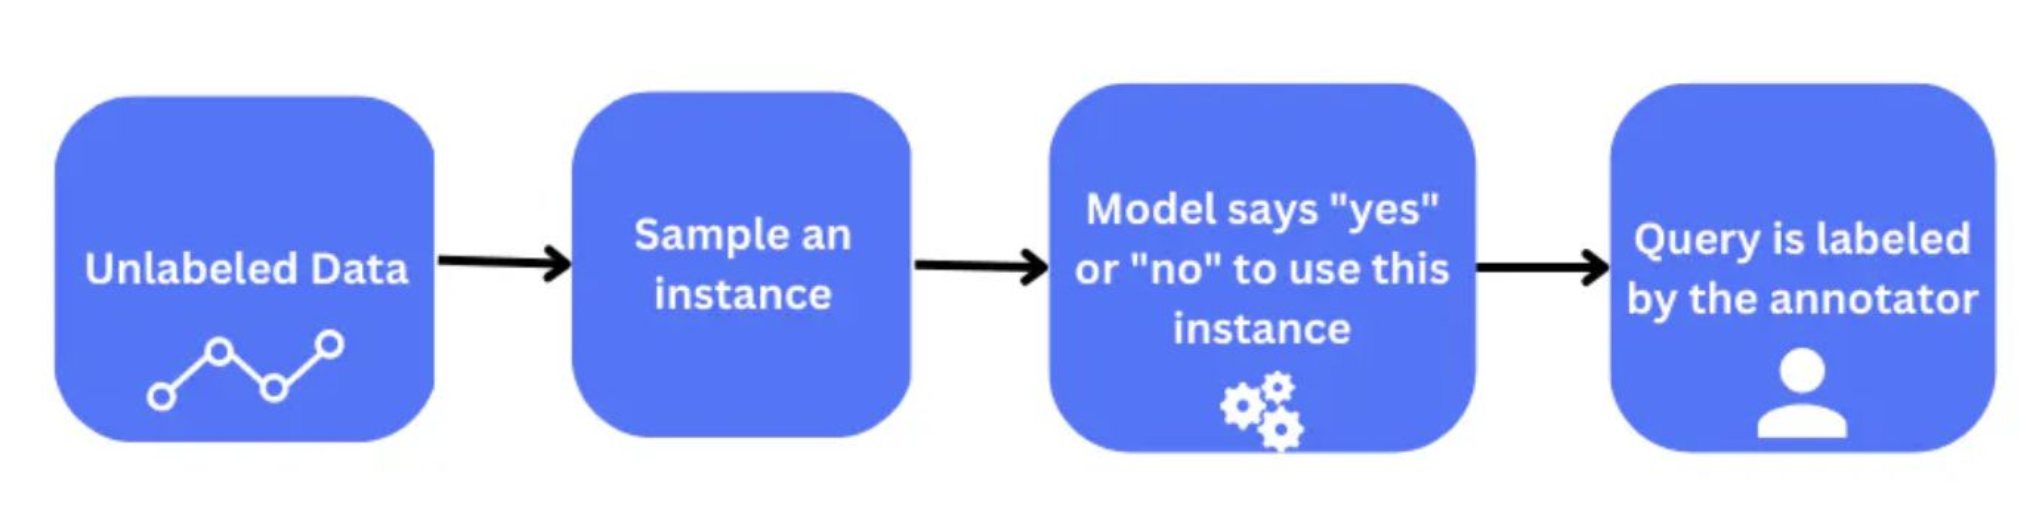 Unlabeled Data
Sample an
instance
Model says "yes"
or "no" to use this
instance
Query is labeled
by the annotator